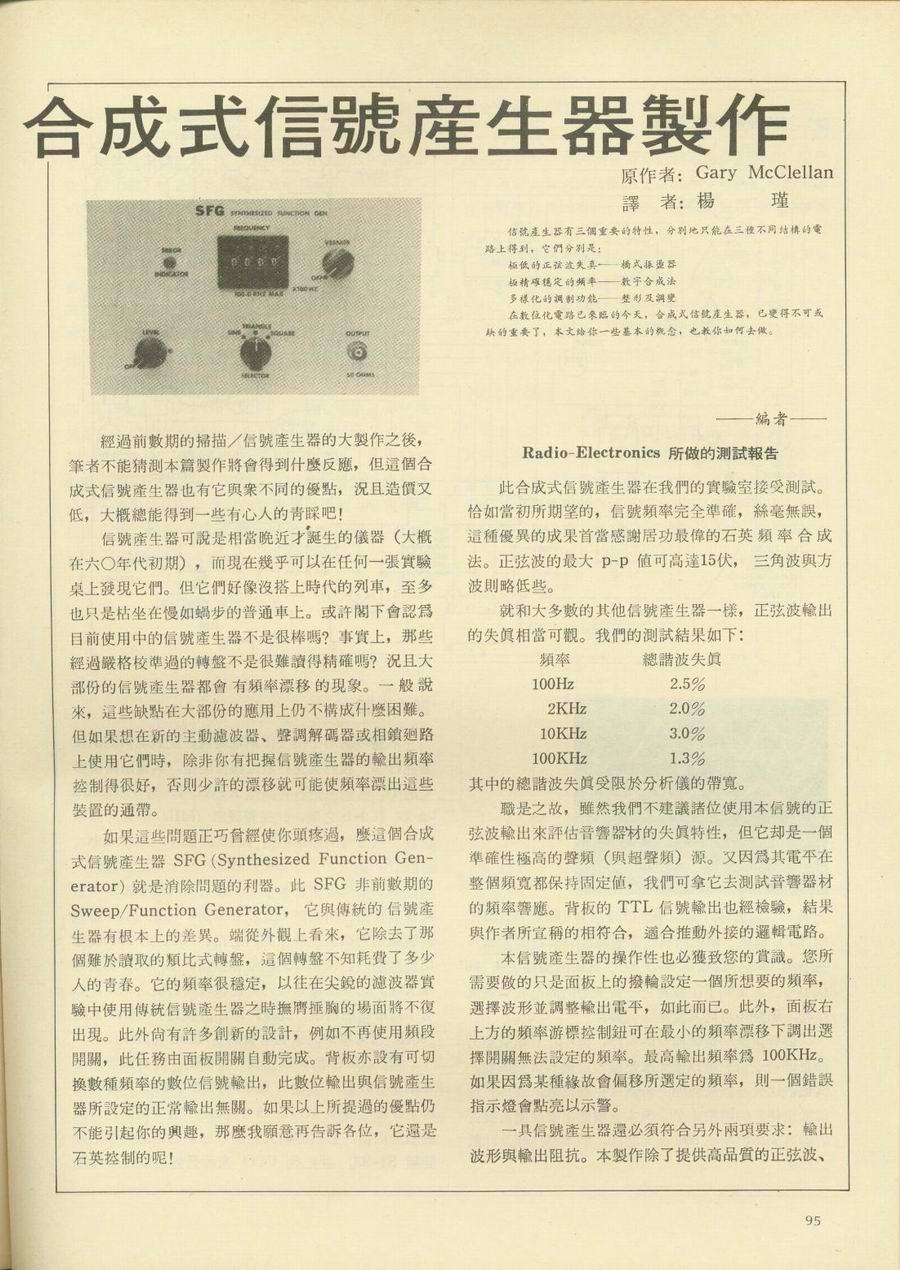 合成式信號産生器製作
原作者：Gary McClellan
譯　者：楊　　瑾
SFG SYNTHESIZED FUNCTION GEN
FREQUENCY
VERNIER
ERROR
INDICATOR
0 0 0 0
OFF
X100 HZ
100.0 KHZ MAX
LEVEL
TRIANGLE
SINE
SQUARE
OUTPUT
OFF
SELECTOR
50 OHMS
信號產生器有三個重要的特性，分別地只能在三種不同結構的電
路上得到，它們分別是：
極低的正弦波失真——橋式振盪器
極精確穩定的頻率——數字合成法
多樣化的調制功能——整形及調變
在數位化電路已來臨的今天，合成式信號產生器，已變得不可或
缺的重要了，本文給你一些基本的概念，也教你如何去做。
——編者——
經過前數期的掃描／信號產生器的大製作之後，
筆者不能猜測本篇製作將會得到什麼反應，但這個合
成式信號產生器也有它與衆不同的優點，況且造價又
低，大概總能得到一些有心人的青睬吧！
信號產生器可說是相當晚近才誕生的儀器（大概
在六〇年代初期），而現在幾乎可以在任何一張實驗
桌上發現它們。但它們好像沒搭上時代的列車，至多
也只是枯坐在慢如蝸步的普通車上。或許閣下會認爲
目前使用中的信號產生器不是很棒嗎？事實上，那些
經過嚴格校準過的轉盤不是很難讀得精確嗎？況且大
部份的信號產生器都會有頻率漂移的現象。一般說
來，這些缺點在大部份的應用上仍不構成什麼困難。
但如果想在新的主動濾波器、聲調解碼器或相鎖廻路
上使用它們時，除非你有把握信號產生器的輸出頻率
控制得很好，否則少許的漂移就可能使頻率漂出這些
裝置的通帶。
如果這些問題正巧曾經使你頭疼過，麼這個合成
式信號產生器 SFG (Synthesized Function Gen-
erator) 就是消除問題的利器。此 SFG 非前數期的
Sweep/Function Generator，它與傳統的信號產
生器有根本上的差異。端從外觀上看來，它除去了那
個難於讀取的類比式轉盤，這個轉盤不知耗費了多少
人的青春。它的頻率很穩定，以往在尖銳的濾波器實
驗中使用傳統信號產生器之時撫膺捶胸的場面將不復
出現。此外尙有許多創新的設計，例如不再使用頻段
開關，此任務由面板開關自動完成。背板亦設有可切
換數種頻率的數位信號輸出，此數位輸出與信號產生
器所設定的正常輸出無關。如果以上所提過的優點仍
不能引起你的興趣，那麼我願意再告訴各位，它還是
石英控制的呢！
Radio-Electronics 所做的測試報告
此合成式信號產生器在我們的實驗室接受測試。
恰如當初所期望的，信號頻率完全準確，絲毫無誤，
這種優異的成果首當感謝居功最偉的石英頻率合成
法。正弦波的最大 p-p 值可高達15伏，三角波與方
波則略低些。
就和大多數的其他信號產生器一樣，正弦波輸出
的失眞相當可觀。我們的測試結果如下：
頻率　總諧波失眞
100Hz　2.5%
2KHz　2.0%
10KHz　3.0%
100KHz　1.3%
其中的總諧波失眞受限於分析儀的帶寬。
職是之故，雖然我們不建議諸位使用本信號的正
弦波輸出來評估音響器材的失眞特性，但它却是一個
準確性極高的聲頻（與超聲頻）源。又因爲其電平在
整個頻寬都保持固定值，我們可拿它去測試音響器材
的頻率響應。背板的 TTL 信號輸出也經檢驗，結果
與作者所宣稱的相符合，適合推動外接的邏輯電路。
本信號產生器的操作性也必獲致您的賞識。您所
需要做的只是面板上的撥輪設定一個所想要的頻率，
選擇波形並調整輸出電平，如此而已。此外，面板右
上方的頻率游標控制鈕可在最小的頻率漂移下調出選
擇開關無法設定的頻率。最高輸出頻率爲 100KHz。
如果因爲某種緣故會偏移所選定的頻率，則一個錯誤
指示燈會點亮以示警。
一具信號產生器還必須符合另外兩項要求：輸出
波形與輸出阻抗。本製作除了提供高品質的正弦波、
95